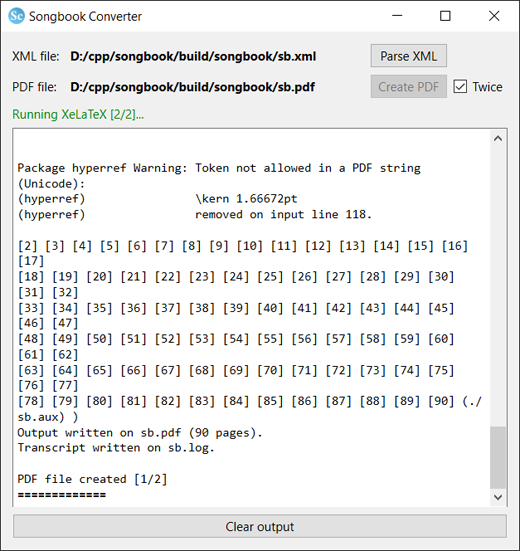 Sc Songbook Converter
XML file: D:/cpp/songbook/build/songbook/sb.xml Parse XML
PDF file: D:/cpp/songbook/build/songbook/sb.pdf Create PDF Twice
Running XeLaTeX [2/2]...
Package hyperref Warning: Token not allowed in a PDF string
(Unicode):
(hyperref) \kern 1.66672pt
(hyperref) removed on input line 118.
[2] [3] [4] [5] [6] [7] [8] [9] [10] [11] [12] [13] [14] [15] [16]
[17]
[18] [19] [20] [21] [22] [23] [24] [25] [26] [27] [28] [29] [30]
[31] [32]
[33] [34] [35] [36] [37] [38] [39] [40] [41] [42] [43] [44] [45]
[46] [47]
[48] [49] [50] [51] [52] [53] [54] [55] [56] [57] [58] [59] [60]
[61] [62]
[63] [64] [65] [66] [67] [68] [69] [70] [71] [72] [73] [74] [75]
[76] [77]
[78] [79] [80] [81] [82] [83] [84] [85] [86] [87] [88] [89] [90] (./
sb.aux) )
Output written on sb.pdf (90 pages).
Transcript written on sb.log.
PDF file created [1/2]
=============
Clear output